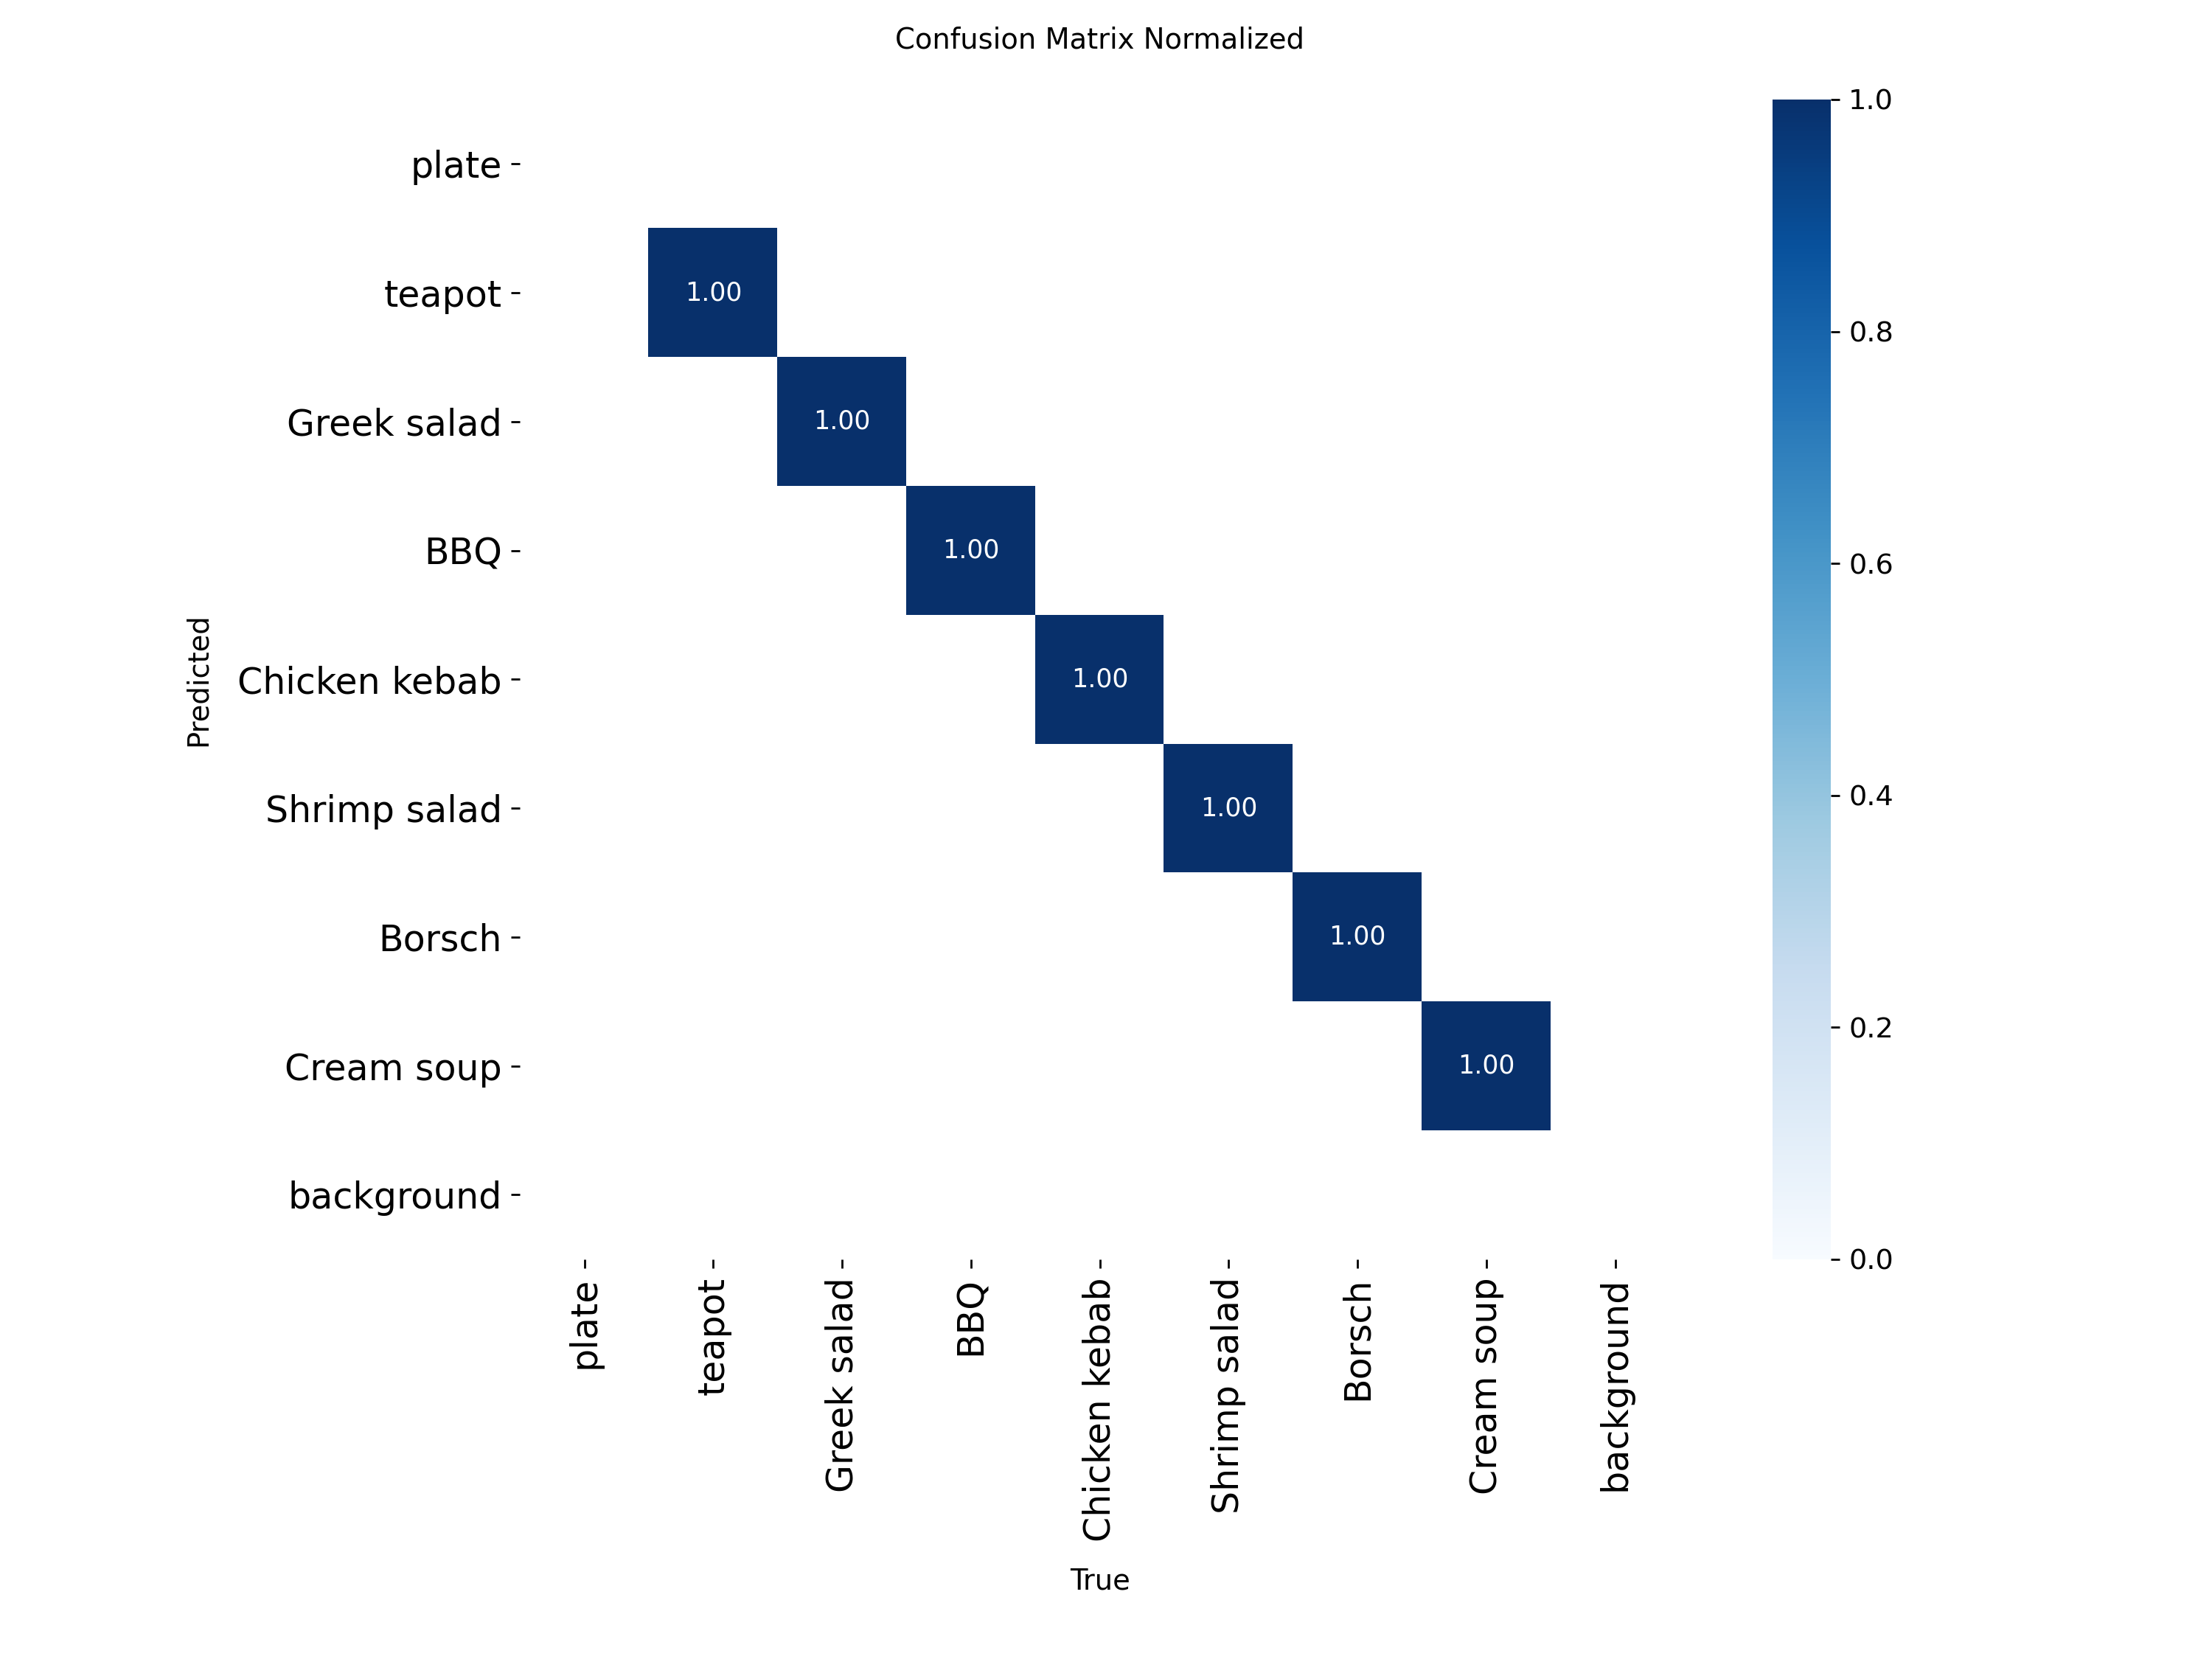 Confusion Matrix Normalized
Predicted
plate
teapot
Greek salad
BBQ
Chicken kebab
Shrimp salad
Borsch
Cream soup
background
1.00
1.00
1.00
1.00
1.00
1.00
1.00
1.0
0.8
0.6
0.4
0.2
0.0
plate
teapot
Greek salad
BBQ
Chicken kebab
Shrimp salad
Borsch
Cream soup
background
True